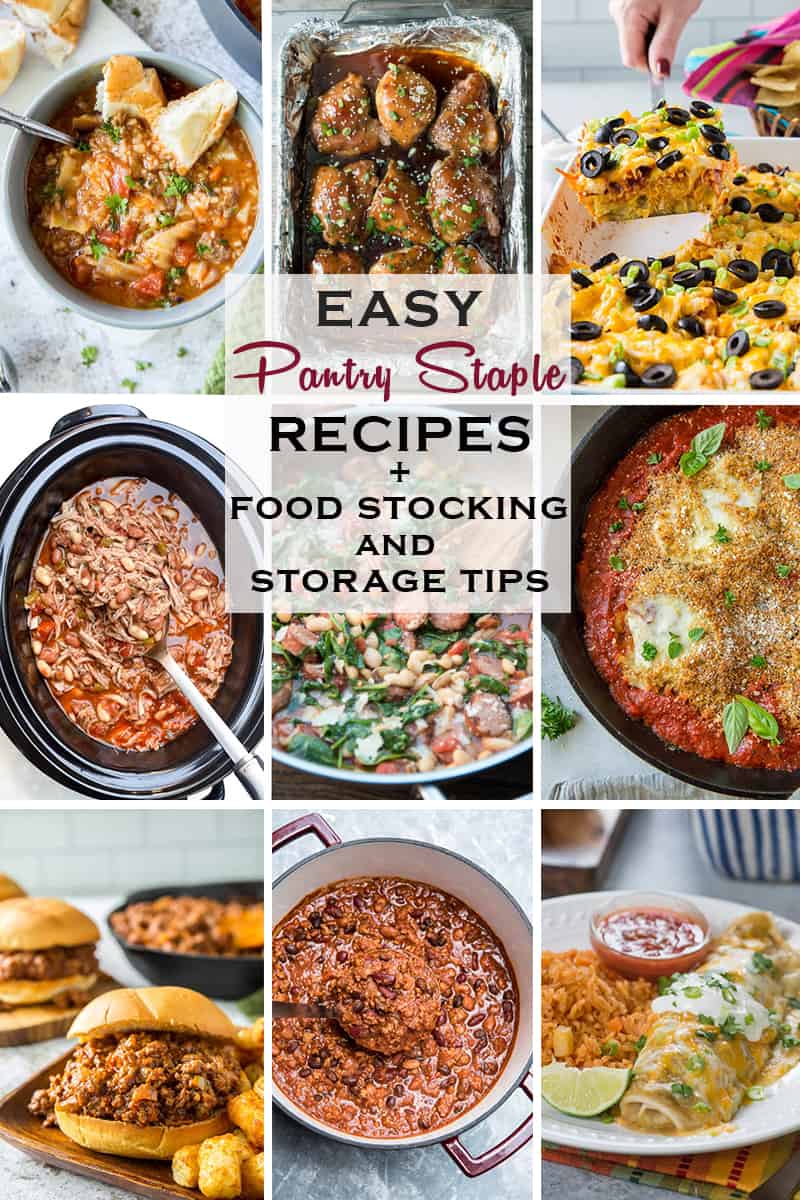 EASY
Pantry Staple
RECIPES
+
FOOD STOCKING
AND
STORAGE TIPS